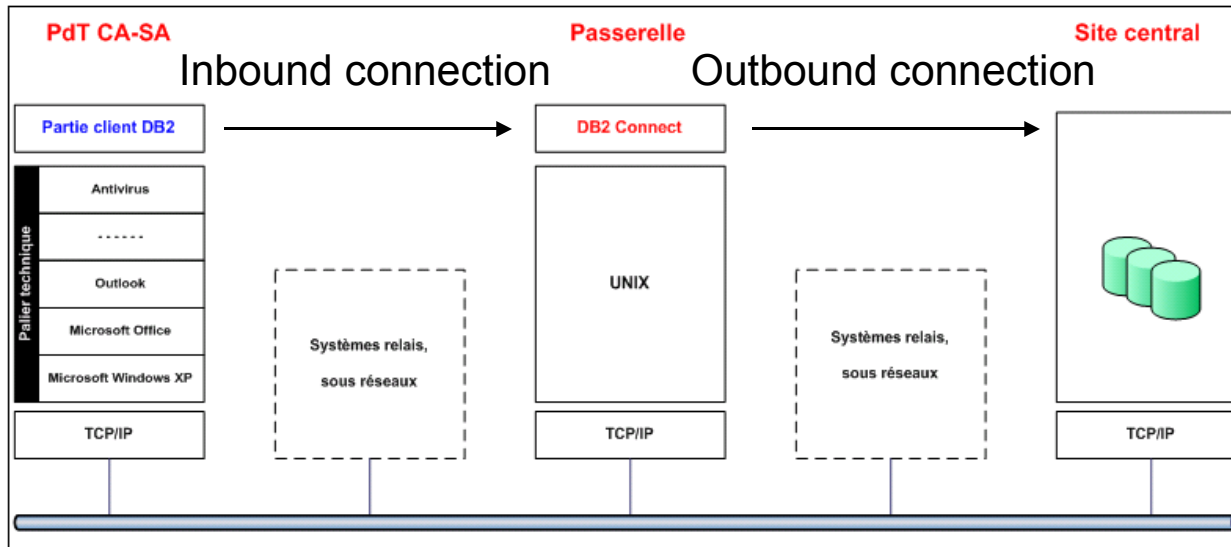 PdT CA-SA
Passerelle
Site central
Inbound connection
Outbound connection
Partie client DB2
DB2 Connect
Palier technique
Antivirus
- - - - - -
Outlook
Microsoft Office
Microsoft Windows XP
TCP/IP
Systèmes relais,
sous réseaux
UNIX
TCP/IP
Systèmes relais,
sous réseaux
TCP/IP